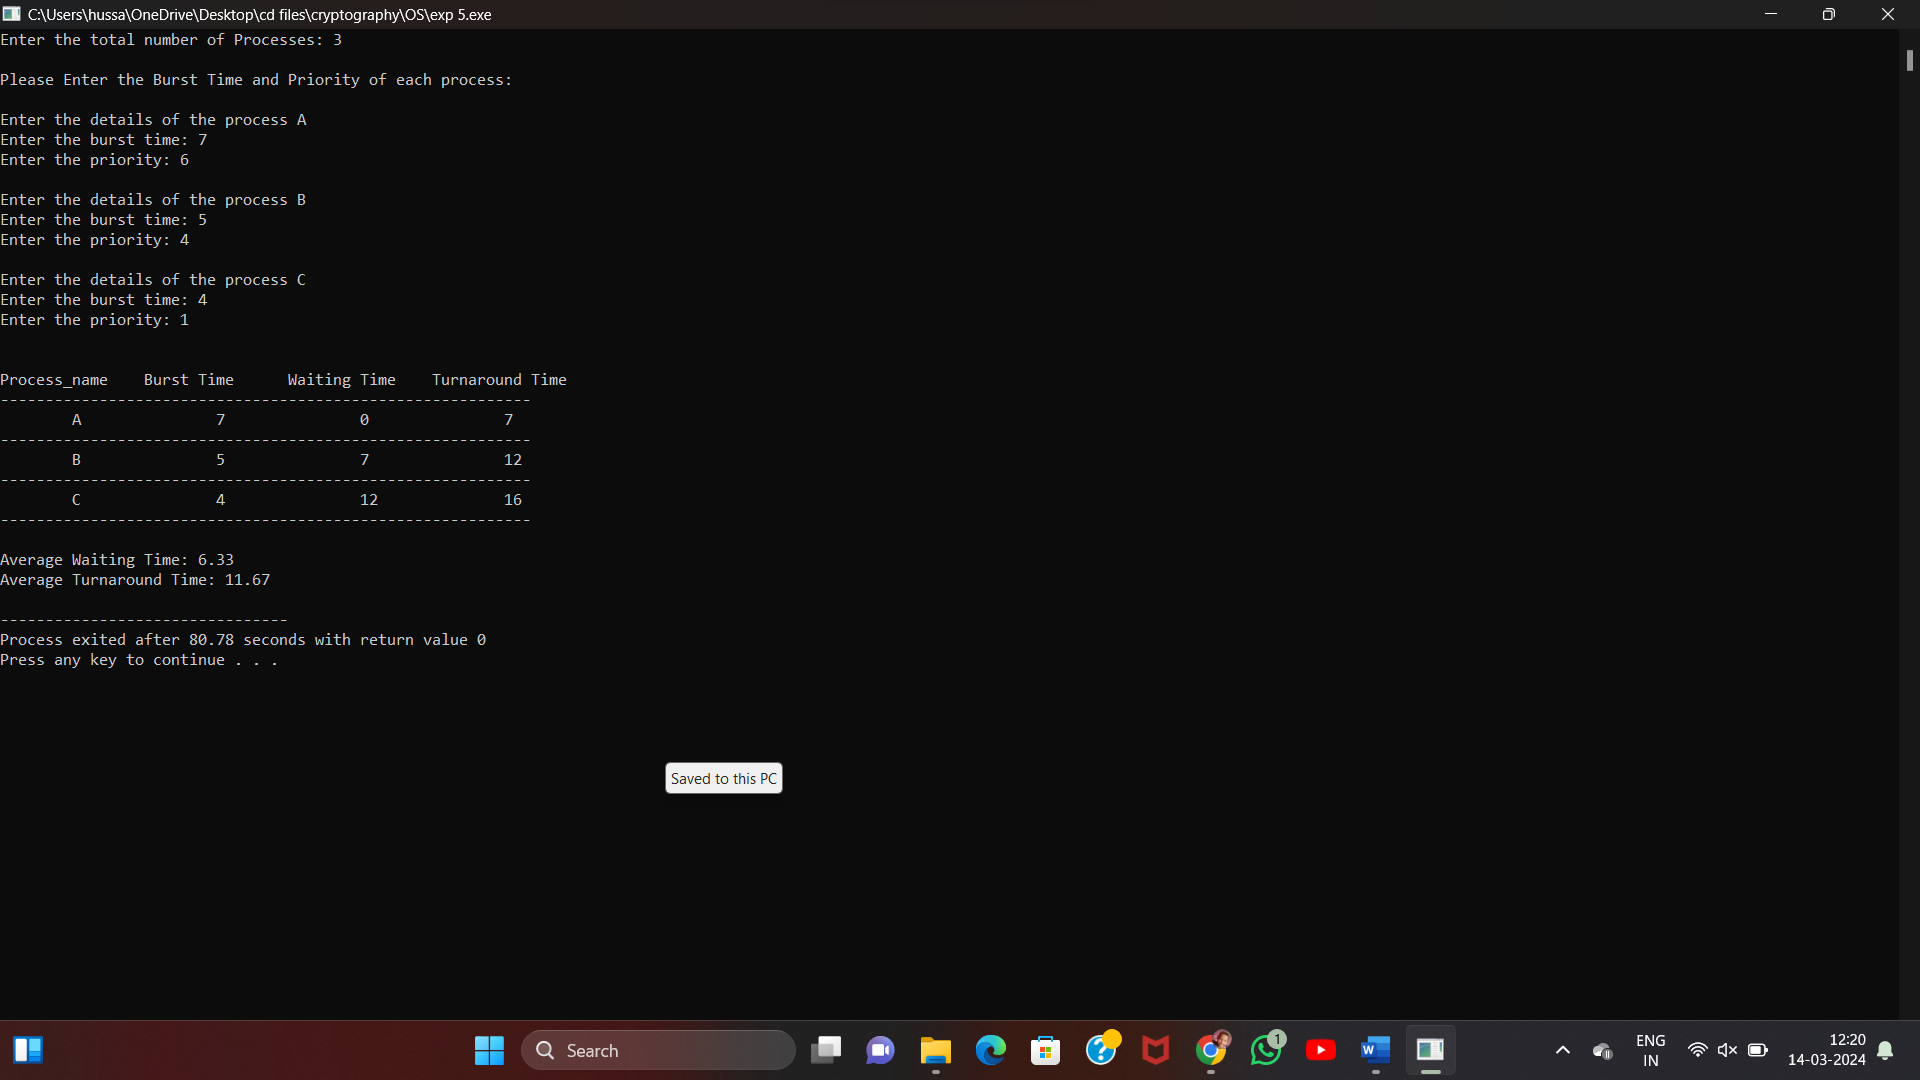 C:\Users\hussa\OneDrive\Desktop\cd files\cryptography\OS\exp 5.exe
Enter the total number of Processes: 3
Please Enter the Burst Time and Priority of each process:
Enter the details of the process A
Enter the burst time: 7
Enter the priority: 6
Enter the details of the process B
Enter the burst time: 5
Enter the priority: 4
Enter the details of the process C
Enter the burst time: 4
Enter the priority: 1
Process_name    Burst Time      Waiting Time    Turnaround Time
-----------------------------------------------------------
A               7               0               7
-----------------------------------------------------------
B               5               7               12
-----------------------------------------------------------
C               4               12              16
-----------------------------------------------------------
Average Waiting Time: 6.33
Average Turnaround Time: 11.67
--------------------------------
Process exited after 80.78 seconds with return value 0
Press any key to continue . . .
Saved to this PC
Search
1
ENG
IN
12:20
14-03-2024